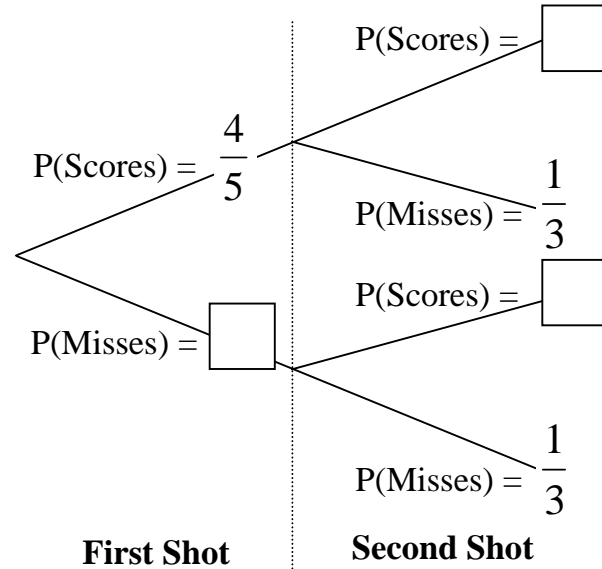 P(Scores) =
P(Scores) = 4/5
P(Misses) = 1/3
P(Scores) =
P(Misses) =
P(Misses) = 1/3
First Shot
Second Shot